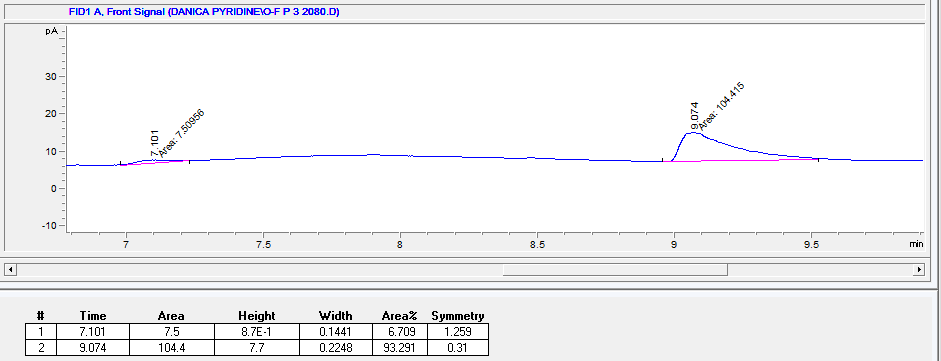 FID1 A, Front Signal (DANICA PYRIDINE\O-F P 3 2080.D)
pA
30
20
10
0
-10
7.101
Area: 7.50956
9.074
Area: 104.415
7 7.5 8 8.5 9 9.5 min
# Time Area Height Width Area% Symmetry
1 7.101 7.5 8.7E-1 0.1441 6.709 1.259
2 9.074 104.4 7.7 0.2248 93.291 0.31